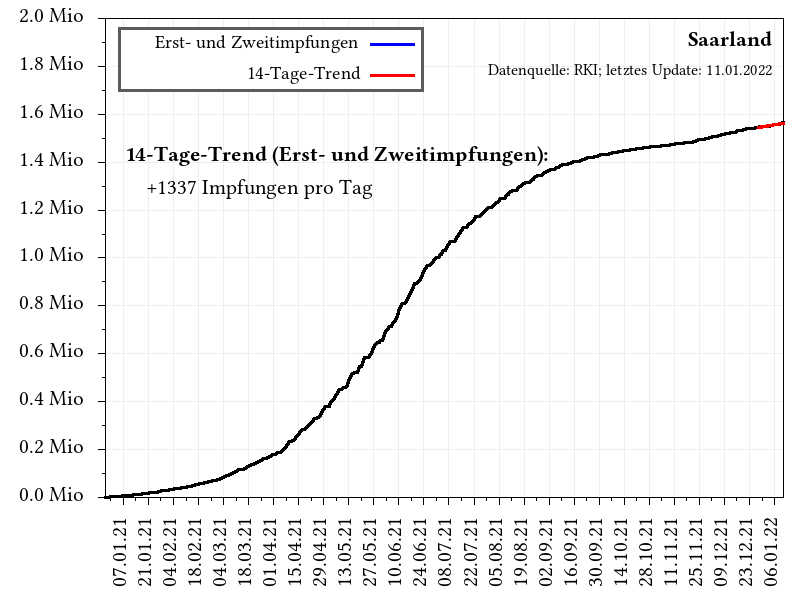 2.0 Mio
1.8 Mio
1.6 Mio
1.4 Mio
1.2 Mio
1.0 Mio
0.8 Mio
0.6 Mio
0.4 Mio
0.2 Mio
0.0 Mio
Erst- und Zweitimpfungen
14-Tage-Trend
Saarland
Datenquelle: RKI; letztes Update: 11.01.2022
14-Tage-Trend (Erst- und Zweitimpfungen):
+1337 Impfungen pro Tag
07.01.21
21.01.21
04.02.21
18.02.21
04.03.21
18.03.21
01.04.21
15.04.21
29.04.21
13.05.21
27.05.21
10.06.21
24.06.21
08.07.21
22.07.21
05.08.21
19.08.21
02.09.21
16.09.21
30.09.21
14.10.21
28.10.21
11.11.21
25.11.21
09.12.21
23.12.21
06.01.22